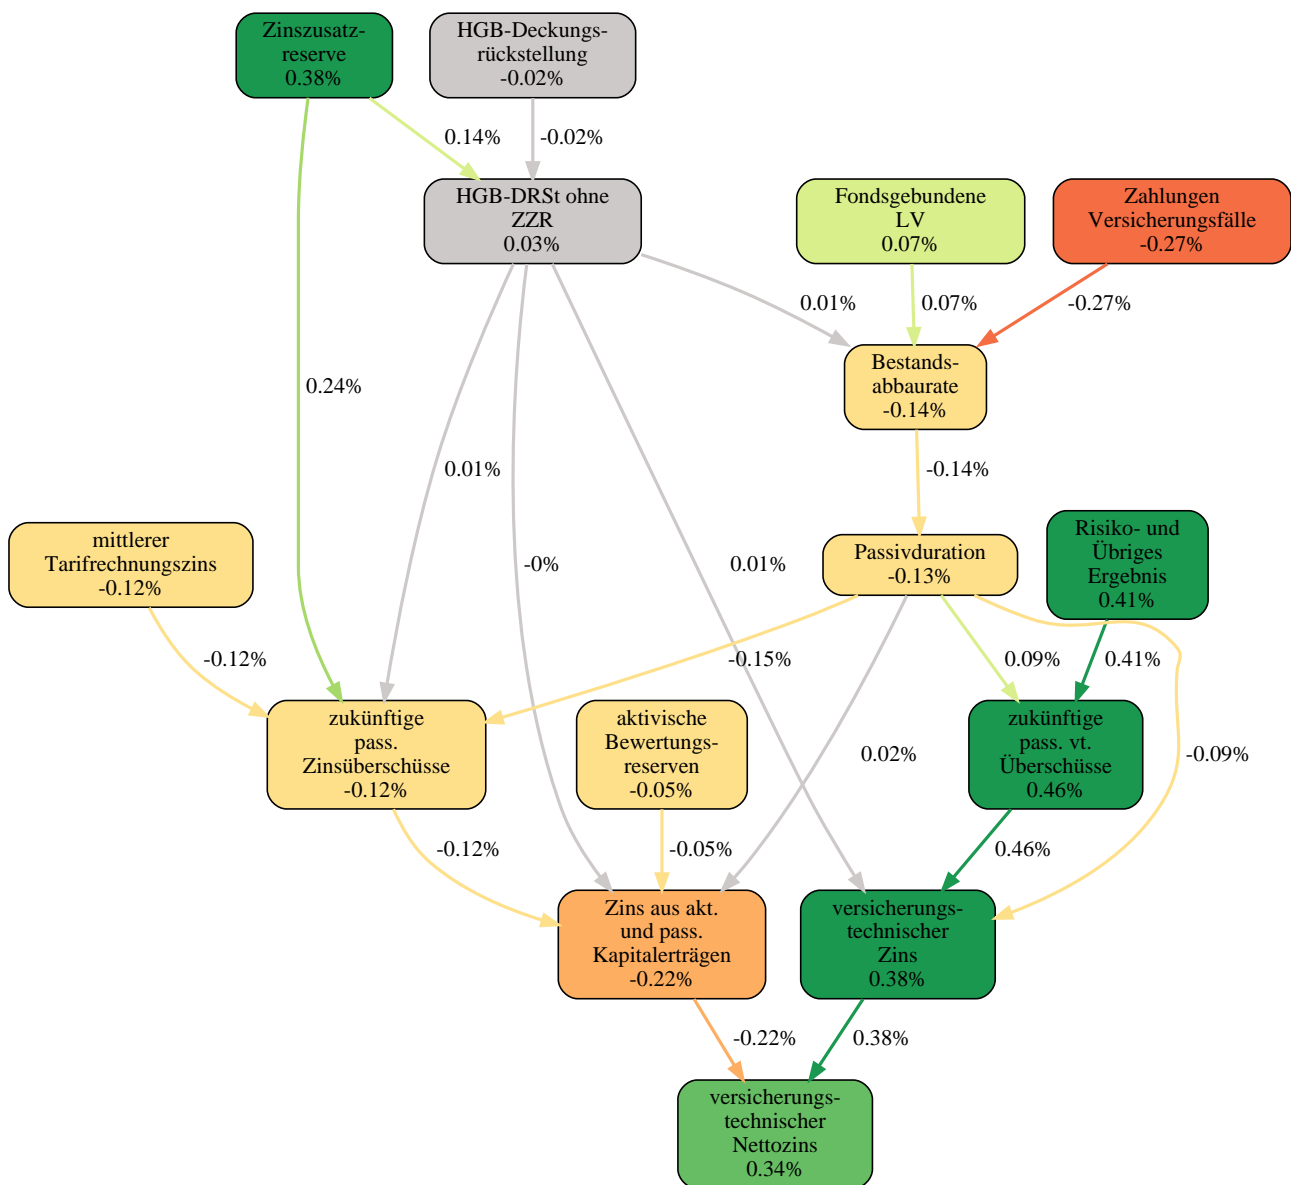 Zinszusatz-
reserve
0.38%
HGB-Deckungs-
rückstellung
-0.02%
0.14%
-0.02%
HGB-DRSt ohne
ZZR
0.03%
Fondsgebundene
LV
0.07%
Zahlungen
Versicherungsfälle
-0.27%
0.01%
0.07%
-0.27%
Bestands-
abbaurate
-0.14%
0.24%
0.01%
-0.14%
mittlerer
Tarifrechnungszins
-0.12%
-0%
0.01%
Passivduration
-0.13%
Risiko- und
Übriges
Ergebnis
0.41%
-0.12%
-0.15%
0.09%
0.41%
zukünftige
pass.
Zinsüberschüsse
-0.12%
aktivische
Bewertungs-
reserven
-0.05%
0.02%
zukünftige
pass. vt.
Überschüsse
0.46%
-0.09%
-0.12%
-0.05%
0.46%
Zins aus akt.
und pass.
Kapitalerträgen
-0.22%
versicherungs-
technischer
Zins
0.38%
-0.22%
0.38%
versicherungs-
technischer
Nettozins
0.34%